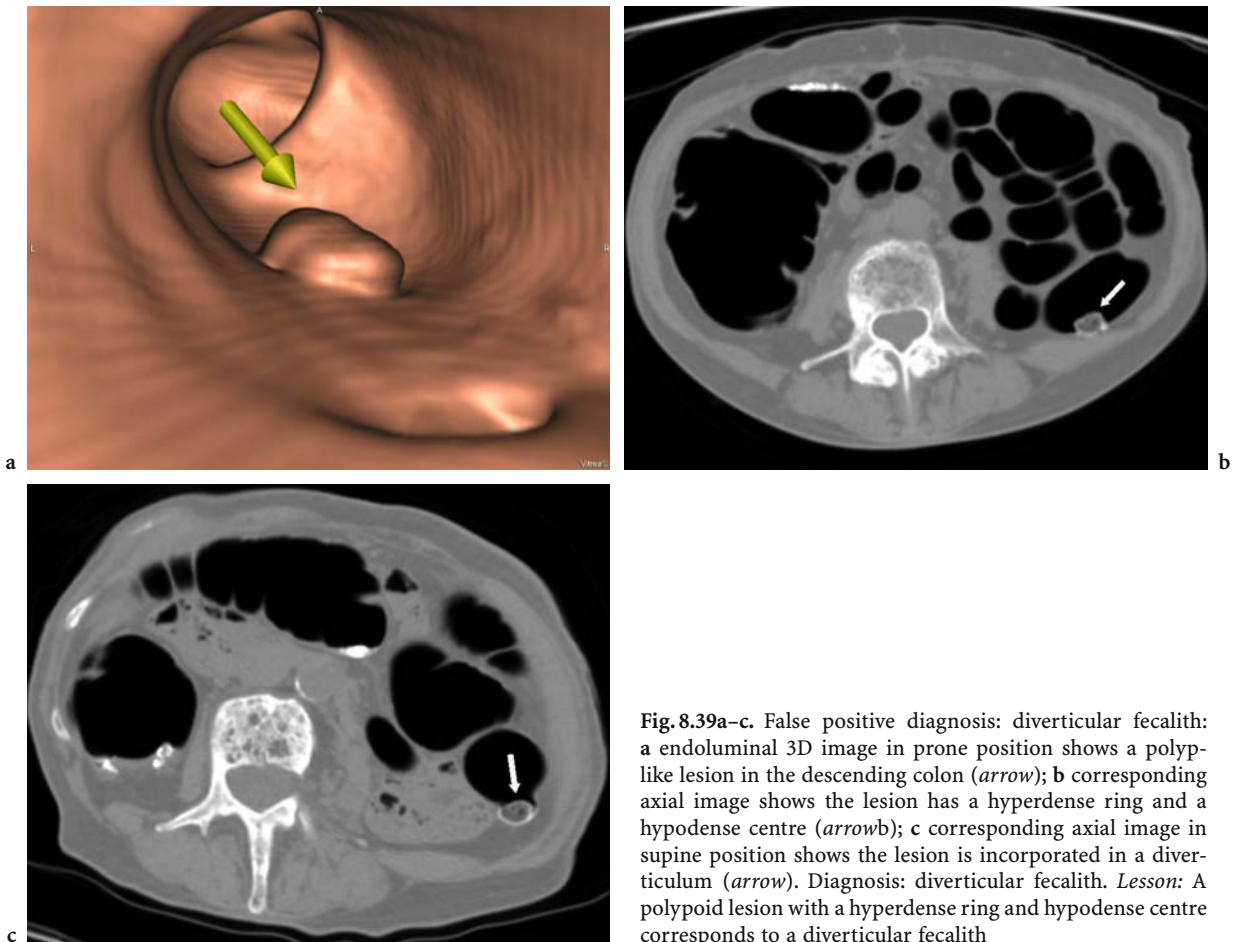 A
L
R
Vitrea
a
b
c
Fig. 8.39a–c. False positive diagnosis: diverticular fecalith:
a endoluminal 3D image in prone position shows a polyp-
like lesion in the descending colon (arrow); b corresponding
axial image shows the lesion has a hyperdense ring and a
hypodense centre (arrowb); c corresponding axial image in
supine position shows the lesion is incorporated in a diver-
ticulum (arrow). Diagnosis: diverticular fecalith. Lesson: A
polypoid lesion with a hyperdense ring and hypodense centre
corresponds to a diverticular fecalith